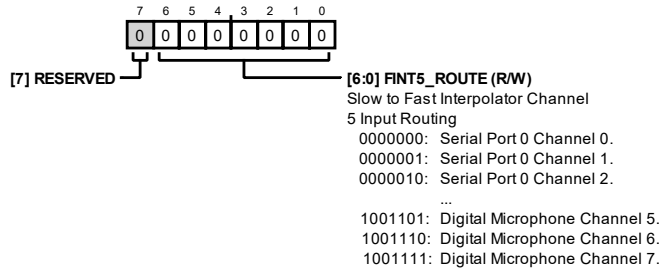 7 6 5 4 3 2 1 0
0 0 0 0 0 0 0 0
[7] RESERVED
[6:0] FINT5_ROUTE (R/W)
Slow to Fast Interpolator Channel
5 Input Routing
0000000: Serial Port 0 Channel 0.
0000001: Serial Port 0 Channel 1.
0000010: Serial Port 0 Channel 2.
...
1001101: Digital Microphone Channel 5.
1001110: Digital Microphone Channel 6.
1001111: Digital Microphone Channel 7.